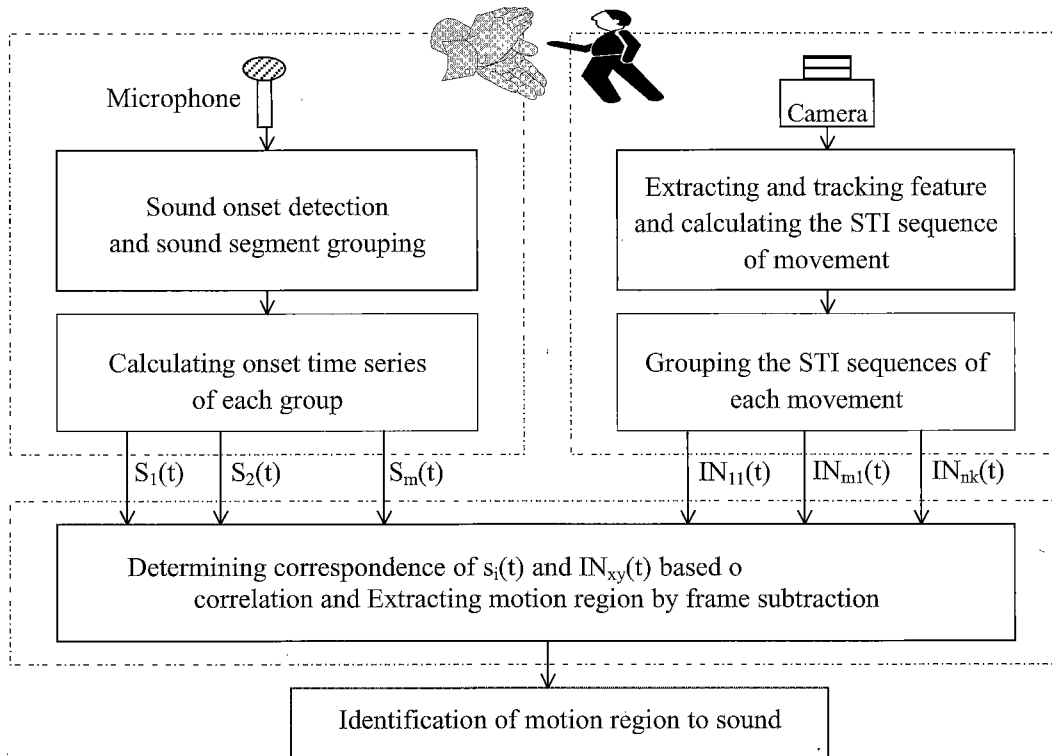 Microphone
Sound onset detection
and sound segment grouping
Calculating onset time series
of each group
S₁(t)
S₂(t)
Sₘ(t)
Camera
Extracting and tracking feature
and calculating the STI sequence
of movement
Grouping the STI sequences of
each movement
IN₁₁(t)
INₘ₁(t)
INₙₖ(t)
Determining correspondence of sᵢ(t) and INxy(t) based o
correlation and Extracting motion region by frame subtraction
Identification of motion region to sound